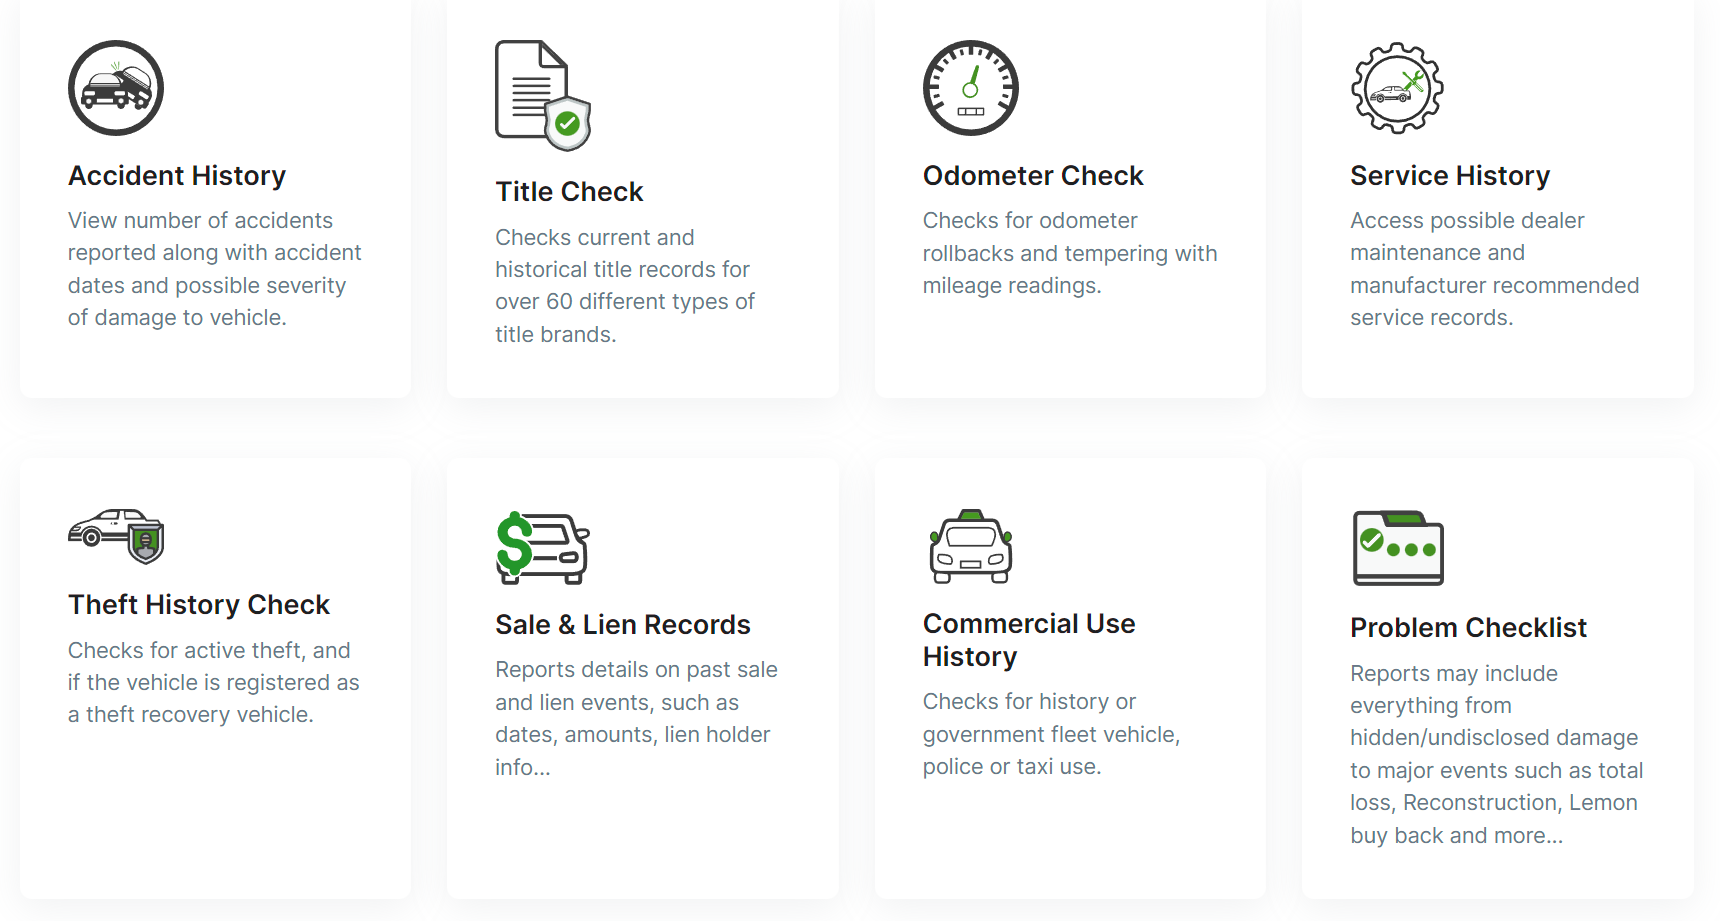 Accident History
View number of accidents
reported along with accident
dates and possible severity
of damage to vehicle.
Title Check
Checks current and
historical title records for
over 60 different types of
title brands.
Odometer Check
Checks for odometer
rollbacks and tempering with
mileage readings.
Service History
Access possible dealer
maintenance and
manufacturer recommended
service records.
Theft History Check
Checks for active theft, and
if the vehicle is registered as
a theft recovery vehicle.
$
Sale & Lien Records
Reports details on past sale
and lien events, such as
dates, amounts, lien holder
info...
Commercial Use
History
Checks for history or
government fleet vehicle,
police or taxi use.
Problem Checklist
Reports may include
everything from
hidden/undisclosed damage
to major events such as total
loss, Reconstruction, Lemon
buy back and more...